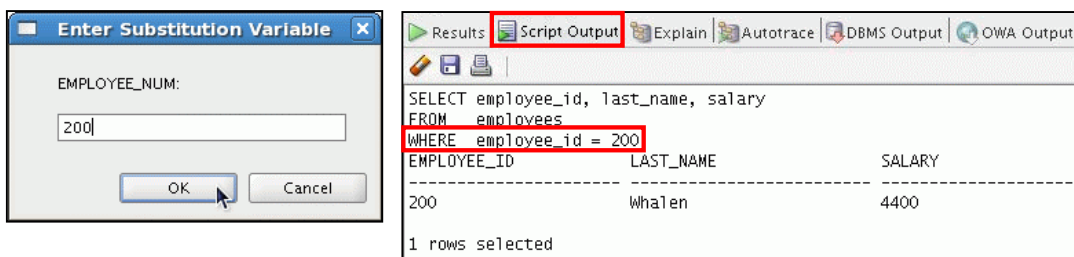 Enter Substitution Variable
EMPLOYEE_NUM:
200
OK Cancel
Results Script Output Explain Autotrace DBMS Output OWA Output
SELECT employee_id, last_name, salary
FROM employees
WHERE employee_id = 200
EMPLOYEE_ID LAST_NAME SALARY
--------------------- ------------------------- ---------------------
200 Whalen 4400
1 rows selected